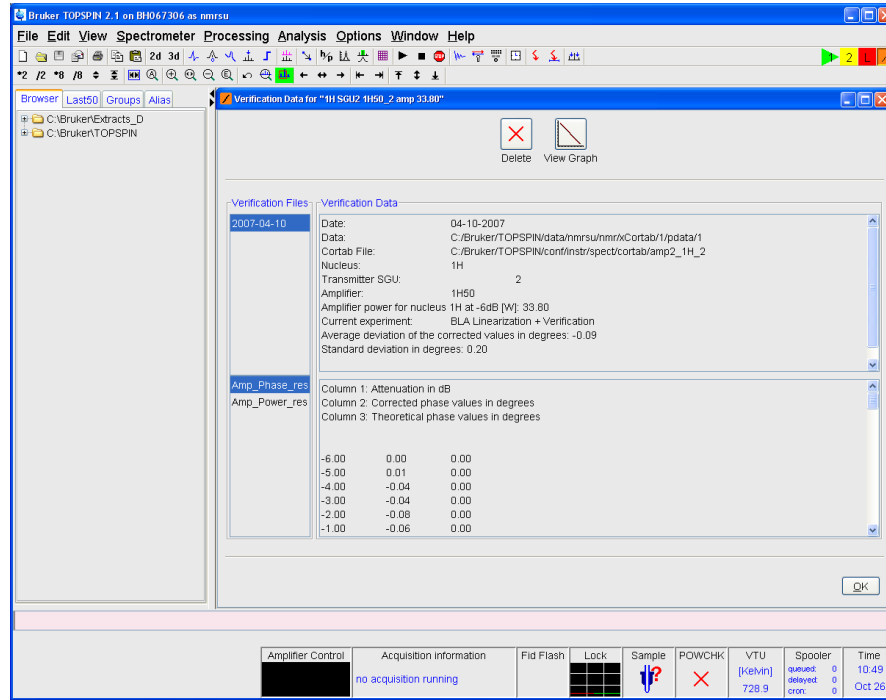 Bruker TOPSPIN 2.1 on BH067306 as nmrsu
File Edit View Spectrometer Processing Analysis Options Window Help
2d 3d
*2 /2 *8 /8
1 2
Browser Last50 Groups Alias
C:\Bruker\Extracts_D
C:\Bruker\TOPSPIN
Verification Data for "1H SGU2 1H50_2 amp 33.80"
Delete View Graph
Verification Files
2007-04-10
Amp_Phase_res
Amp_Power_res
Verification Data
Date: 04-10-2007
Data: C:/Bruker/TOPSPIN/data/nmrsu/nmr/xCortab/1/pdata/1
Cortab File: C:/Bruker/TOPSPIN/conf/instr/spect/cortab/amp2_1H_2
Nucleus: 1H
Transmitter SGU: 2
Amplifier: 1H50
Amplifier power for nucleus 1H at -6dB [W]: 33.80
Current experiment: BLA Linearization + Verification
Average deviation of the corrected values in degrees: -0.09
Standard deviation in degrees: 0.20
Column 1: Attenuation in dB
Column 2: Corrected phase values in degrees
Column 3: Theoretical phase values in degrees
-6.00 0.00 0.00
-5.00 0.01 0.00
-4.00 -0.04 0.00
-3.00 -0.04 0.00
-2.00 -0.08 0.00
-1.00 -0.06 0.00
OK
Amplifier Control
Acquisition information
no acquisition running
Fid Flash
Lock
Sample
POWCHK
VTU
[Kelvin]
728.9
Spooler
queued: 0
delayed: 0
cron: 0
Time
10:49
Oct 26